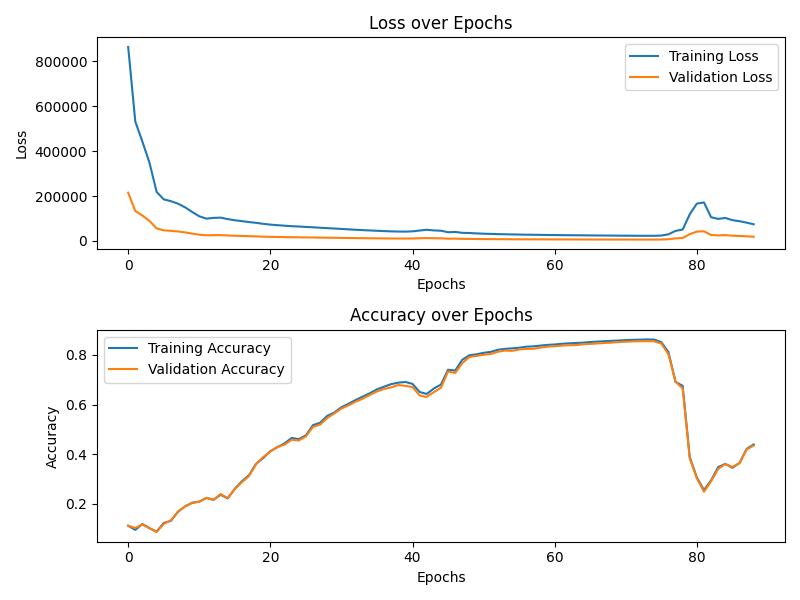 Loss over Epochs
800000
600000
400000
200000
0
Loss
Training Loss
Validation Loss
0 20 40 60 80
Epochs
Accuracy over Epochs
0.8
0.6
0.4
0.2
Accuracy
Training Accuracy
Validation Accuracy
0 20 40 60 80
Epochs